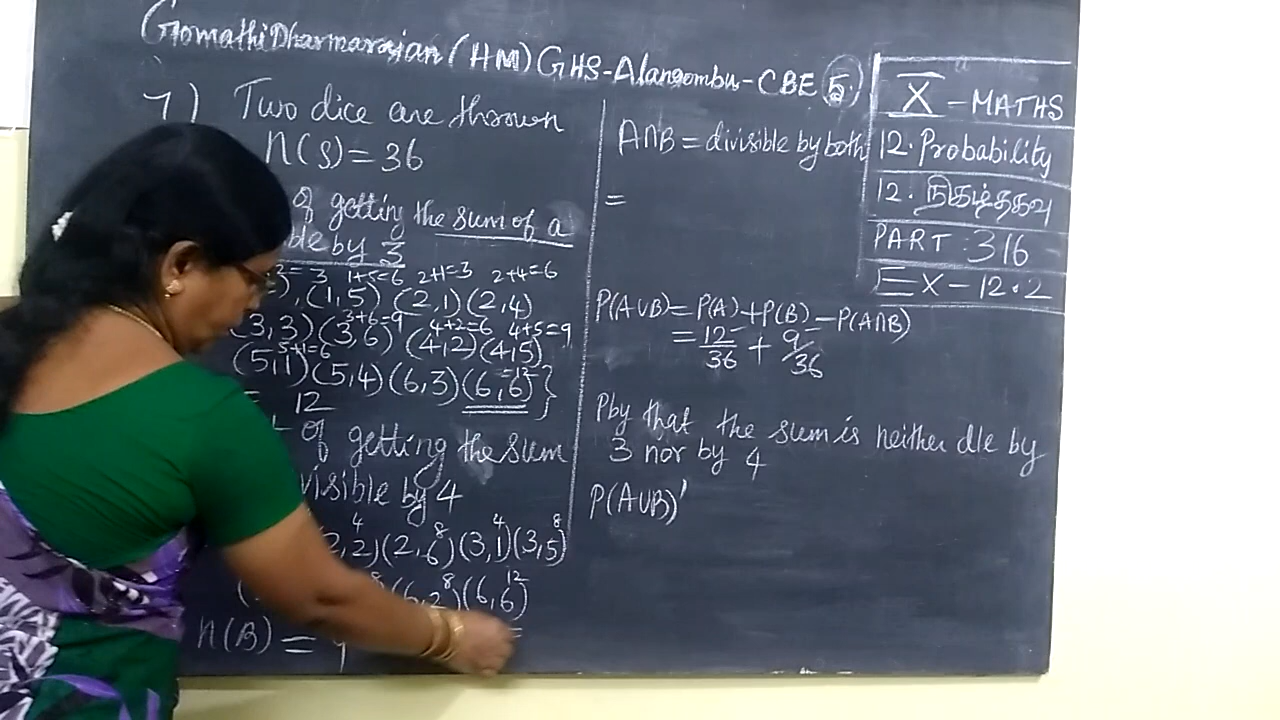 Gomathi Dharmarajan (HM) GHS-Alangombu-CBE 5
7) Two dice are thrown
n(S) = 36
of getting the sum of a
ble by 3
= 3 1+5=6 2+1=3 2+4=6
, (1,5) (2,1) (2,4)
3+6=9 4+2=6 4+5=9
(3,3) (3,6) (4,2) (4,5)
5+1=6 =12
(5,1) (5,4) (6,3) (6,6) }
= 12
of getting the sum
visible by 4
4 8 4 8
2,2) (2,6) (3,1) (3,5)
8 8 12
( (6,2) (6,6)
n(B) = 9
A∩B = divisible by both
=
P(A∪B) = P(A) + P(B) – P(A∩B)
= 12/36 + 9/36
Pby that the sum is neither dle by
3 nor by 4
P(A∪B)'
X – MATHS
12. Probability
12. நிகழ்தகவு
PART : 316
EX – 12.2